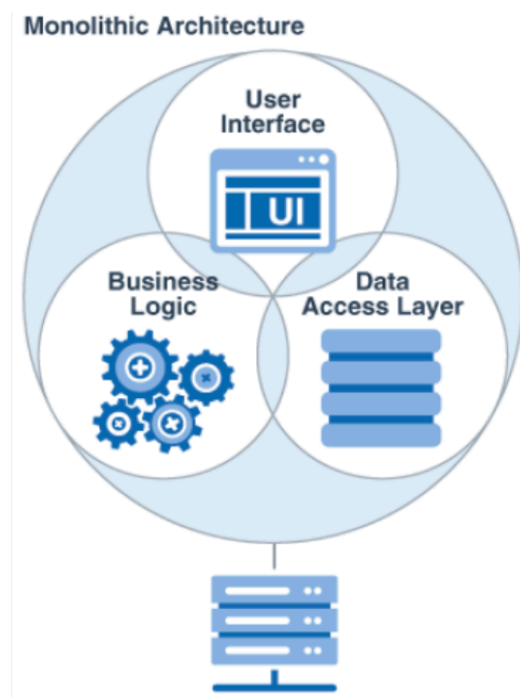 Monolithic Architecture
User
Interface
UI
Business
Logic
Data
Access Layer